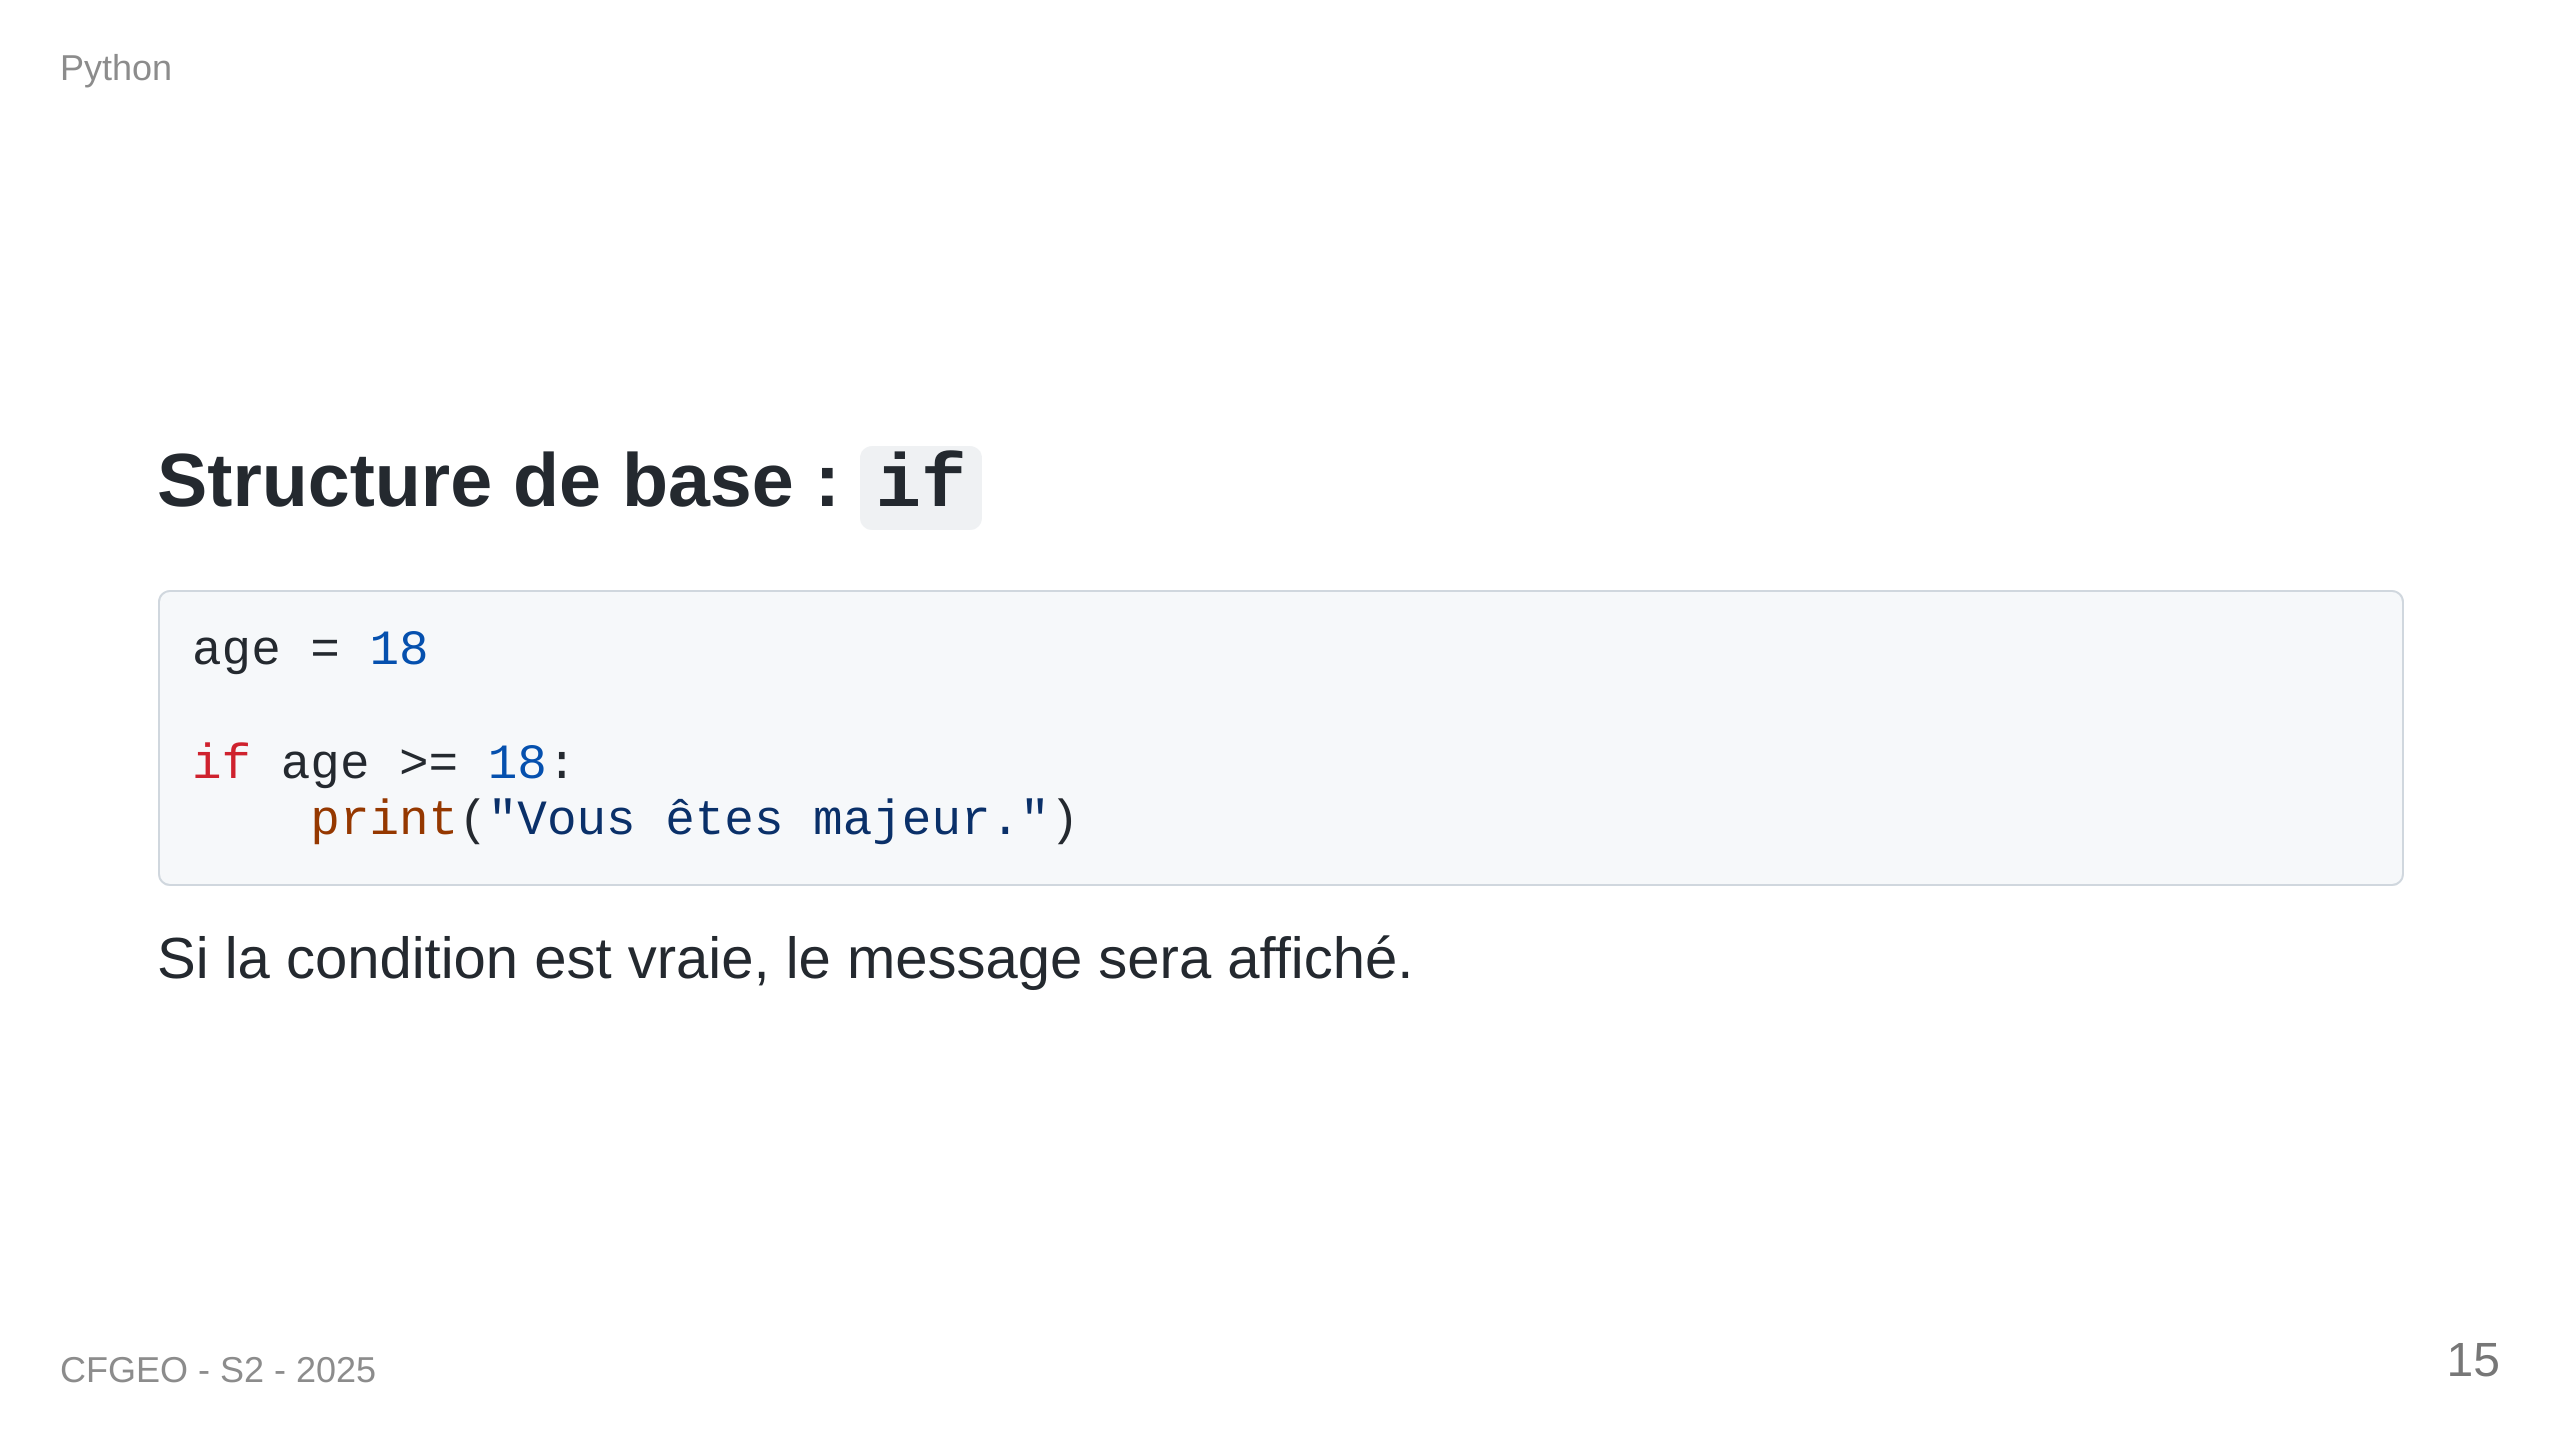 Python
Structure de base : if
age = 18
if age >= 18:
    print("Vous êtes majeur.")
Si la condition est vraie, le message sera affiché.
CFGEO - S2 - 2025
15